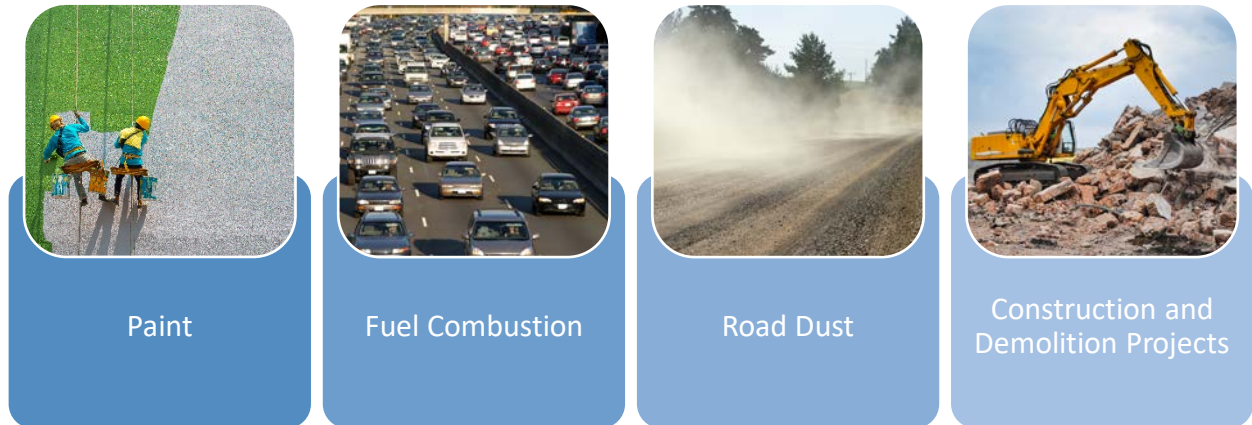 Paint
Fuel Combustion
Road Dust
Construction and
Demolition Projects